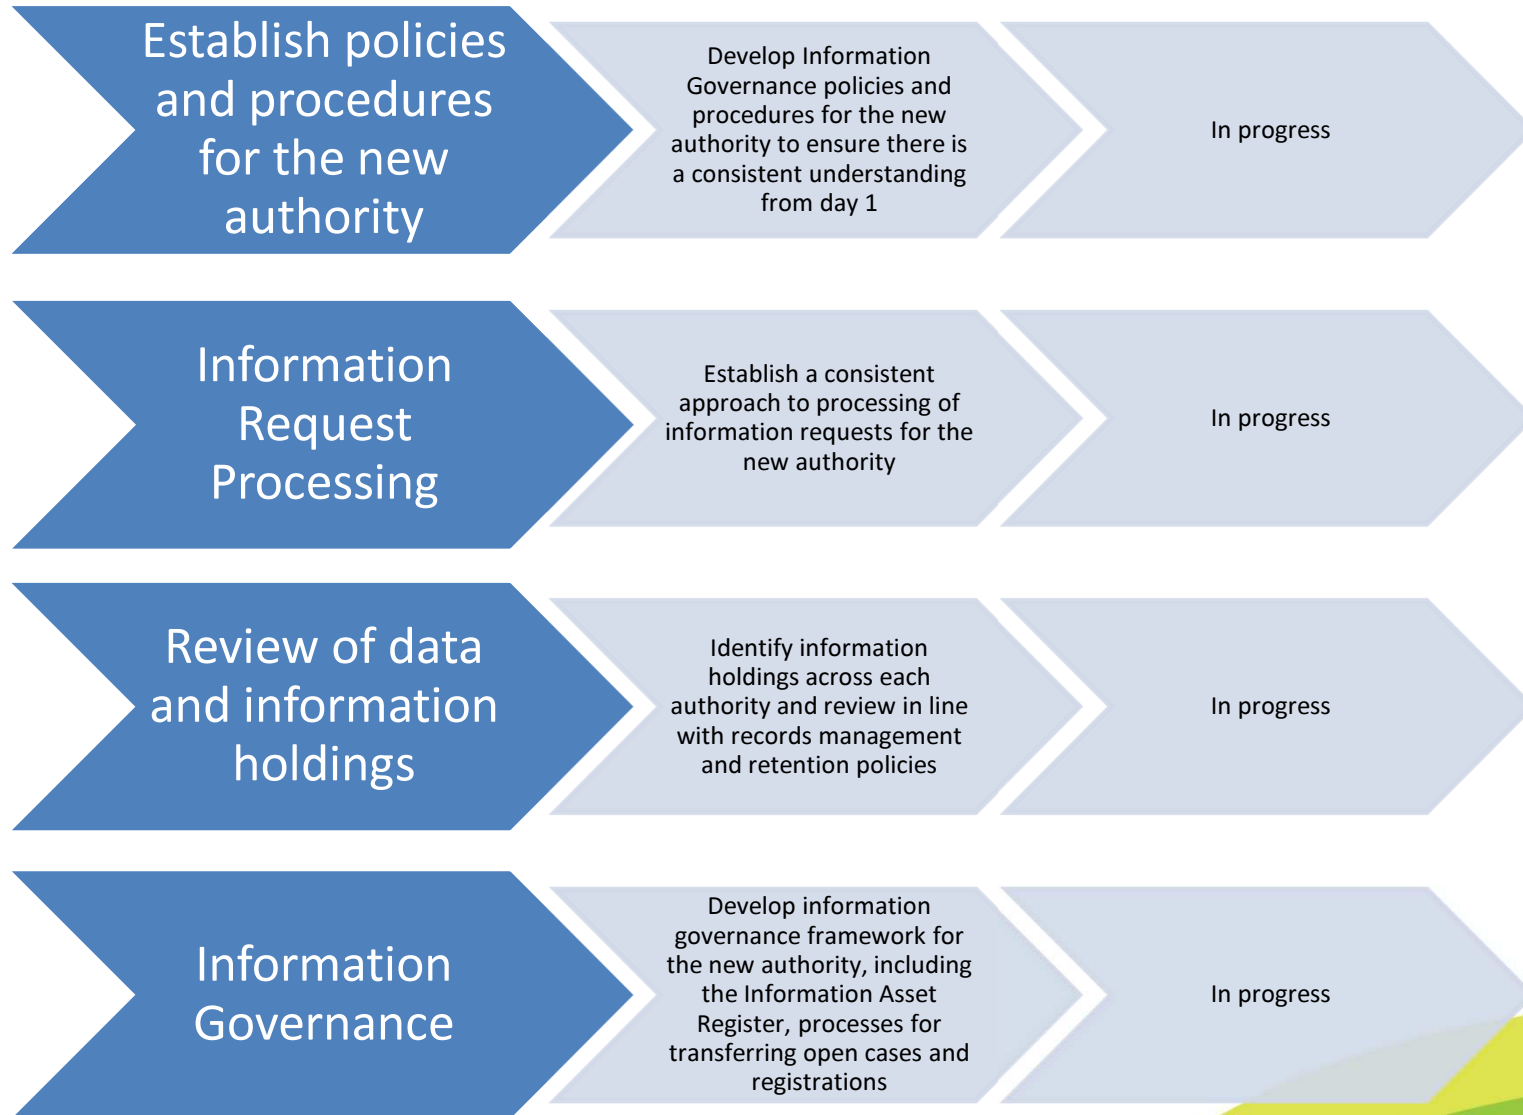 Establish policies
and procedures
for the new
authority
Develop Information
Governance policies and
procedures for the new
authority to ensure there is
a consistent understanding
from day 1
In progress
Information
Request
Processing
Establish a consistent
approach to processing of
information requests for the
new authority
In progress
Review of data
and information
holdings
Identify information
holdings across each
authority and review in line
with records management
and retention policies
In progress
Information
Governance
Develop information
governance framework for
the new authority, including
the Information Asset
Register, processes for
transferring open cases and
registrations
In progress